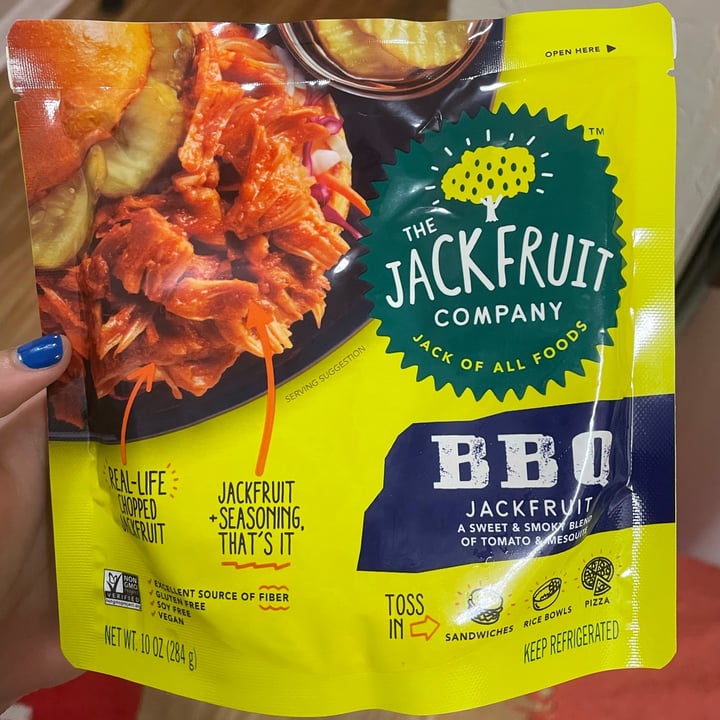 OPEN HERE
TM
THE
JACKFRUIT
COMPANY
JACK OF ALL FOODS
SERVING SUGGESTION
BBQ
JACKFRUIT
A SWEET & SMOKY BLEND
OF TOMATO & MESQUITE
REAL-LIFE
CHOPPED
JACKFRUIT
JACKFRUIT
+SEASONING,
THAT'S IT
NON
GMO
VERIFIED
✓ EXCELLENT SOURCE OF FIBER
✓ GLUTEN FREE
✓ SOY FREE
✓ VEGAN
TOSS
IN
SANDWICHES
RICE BOWLS
PIZZA
NET WT. 10 OZ (284 g)
KEEP REFRIGERATED